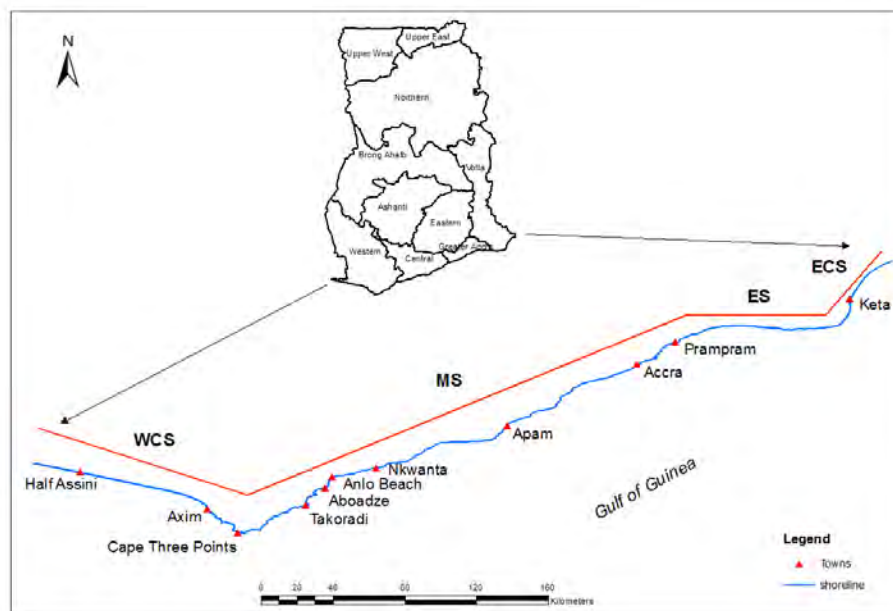 N
Upper East
Upper West
Northern
Brong Ahafo
Volta
Ashanti
Eastern
Western
Central
ECS
ES
Keta
Prampram
MS
Accra
WCS
Apam
Nkwanta
Half Assini
Anlo Beach
Aboadze
Gulf of Guinea
Axim
Takoradi
Cape Three Points
Legend
Towns
shoreline
0 20 40 80 120 160
Kilometers